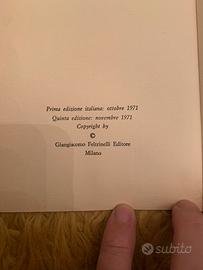 Prima edizione italiana: ottobre 1971
Quinta edizione: novembre 1971
Copyright by
©
Giangiacomo Feltrinelli Editore
Milano
subito